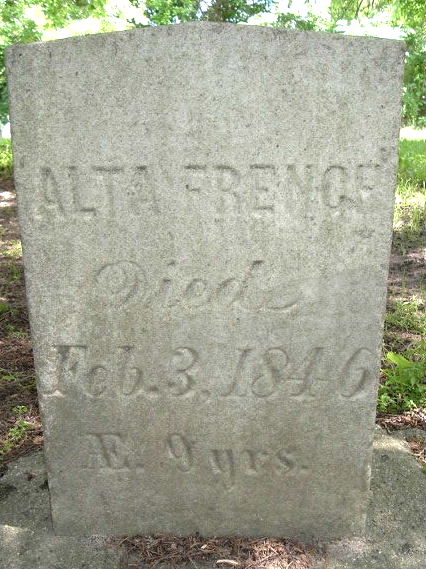 ALTA FRENCH
Died
Feb. 3, 1846
Æ. 9 yrs.